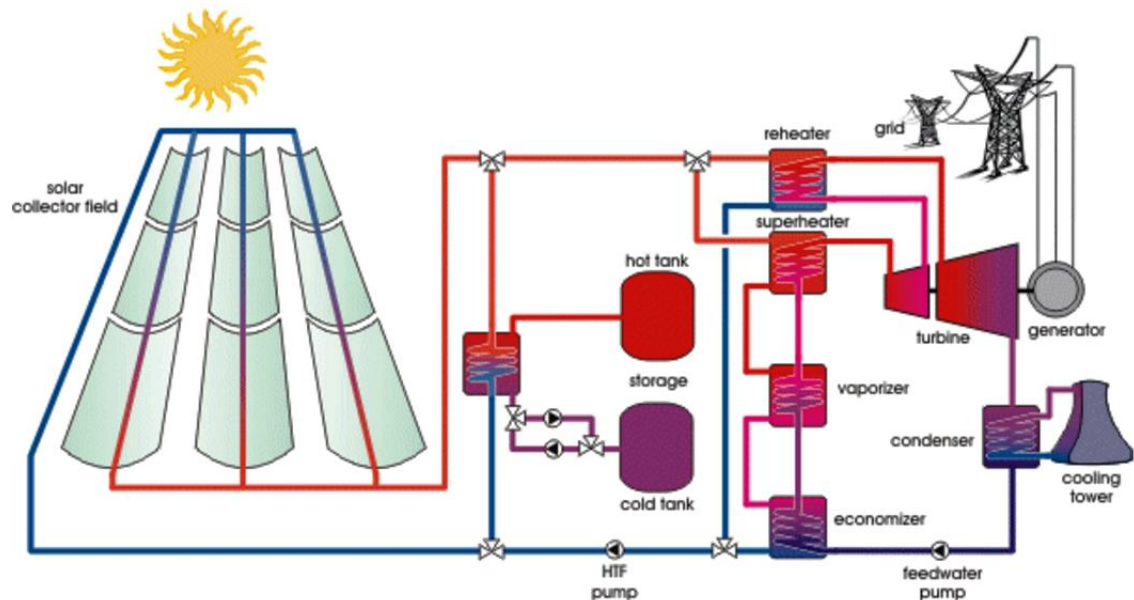 solar
collector field
reheater
grid
superheater
hot tank
storage
cold tank
turbine
generator
vaporizer
condenser
cooling
tower
economizer
HTF
pump
feedwater
pump